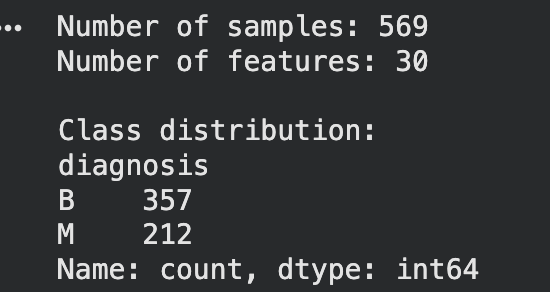 Number of samples: 569
Number of features: 30
Class distribution:
diagnosis
B    357
M    212
Name: count, dtype: int64